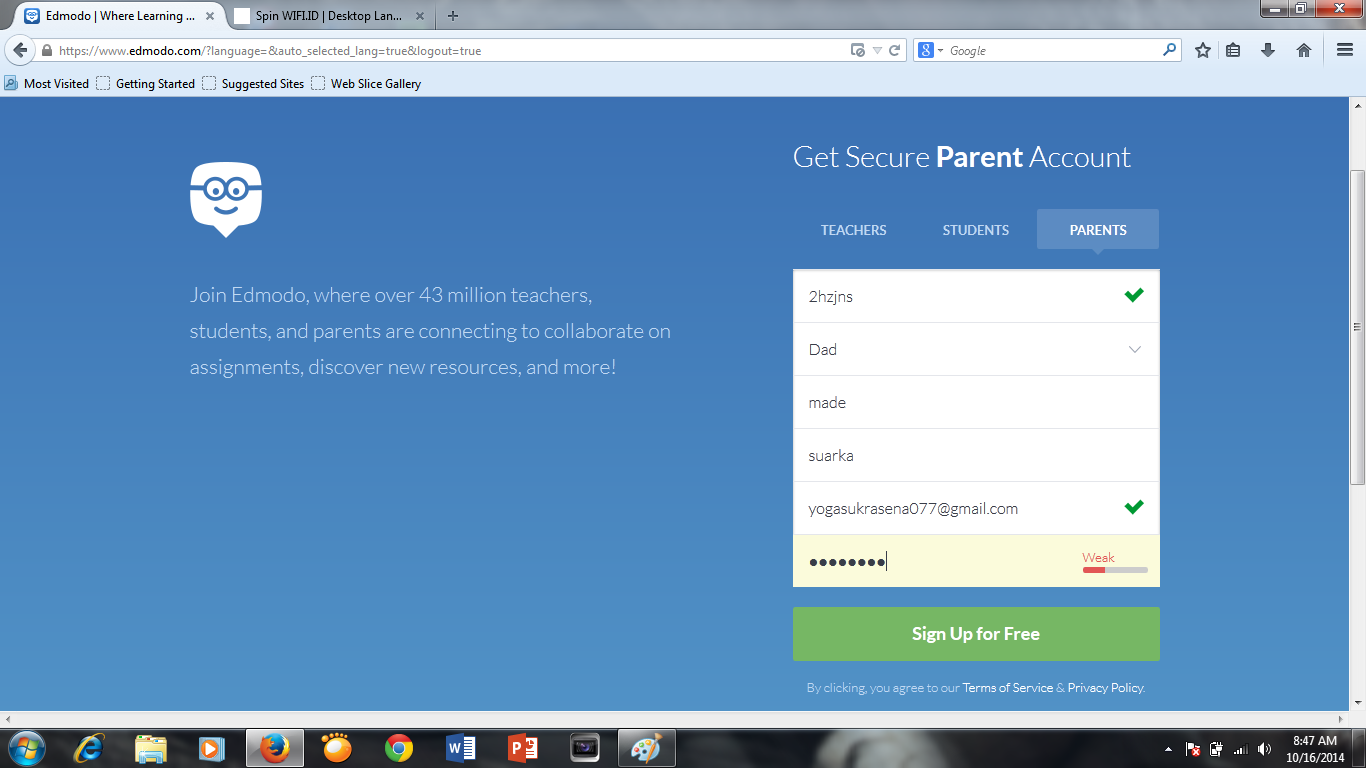 Edmodo | Where Learning ...
Spin WIFI.ID | Desktop Lan...
https://www.edmodo.com/?language=&auto_selected_lang=true&logout=true
Google
Most Visited
Getting Started
Suggested Sites
Web Slice Gallery
Get Secure Parent Account
TEACHERS
STUDENTS
PARENTS
Join Edmodo, where over 43 million teachers,
students, and parents are connecting to collaborate on
assignments, discover new resources, and more!
2hzjns
Dad
made
suarka
yogasukrasena077@gmail.com
Weak
Sign Up for Free
By clicking, you agree to our Terms of Service & Privacy Policy.
8:47 AM
10/16/2014